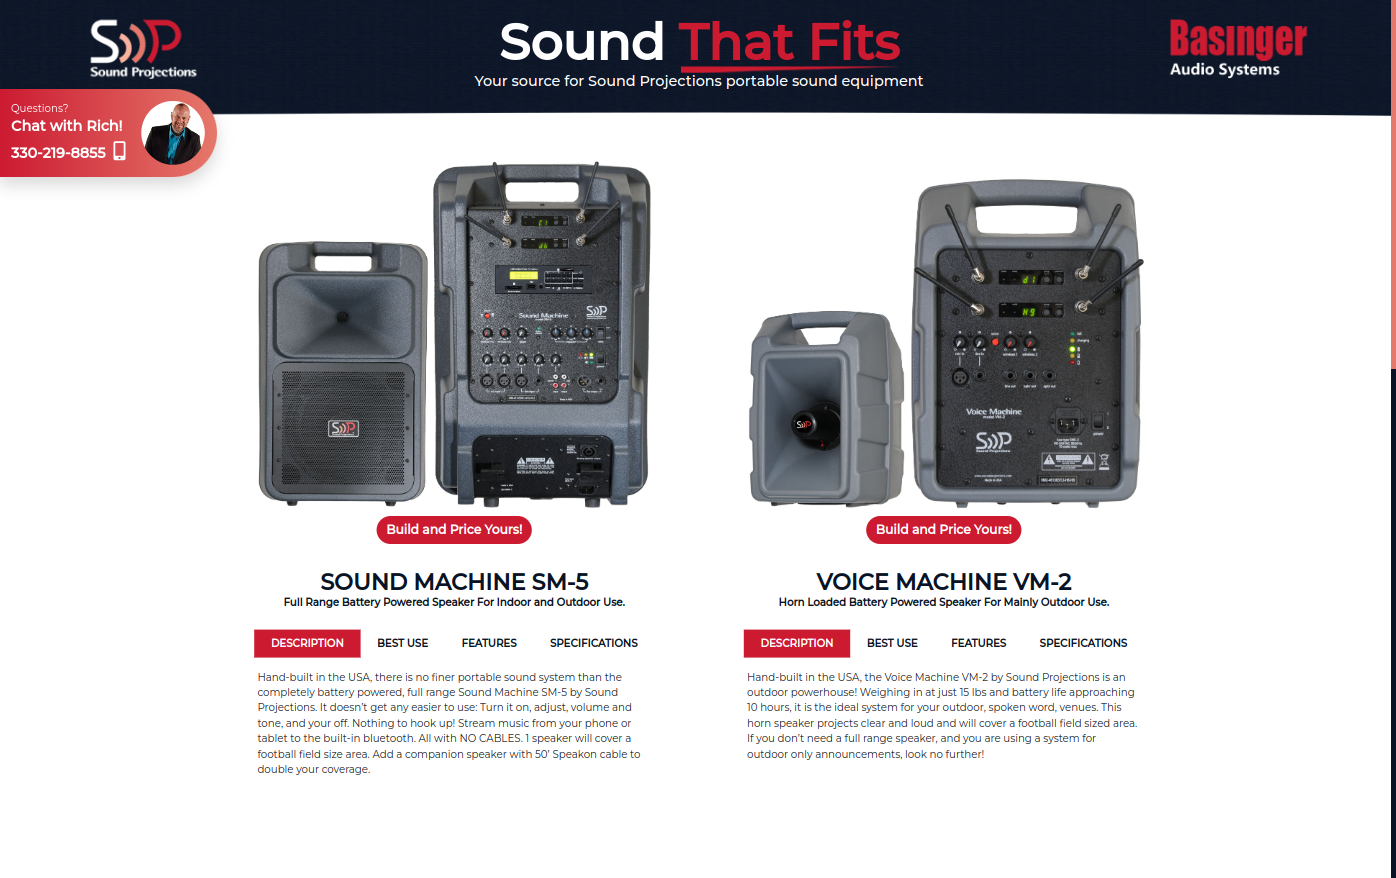 Sound Projections
Sound That Fits
Your source for Sound Projections portable sound equipment
Basinger
Audio Systems
Questions?
Chat with Rich!
330-219-8855
Sound Machine
Voice Machine
model VM-2
Sound Projections
power
Build and Price Yours!
Build and Price Yours!
SOUND MACHINE SM-5
Full Range Battery Powered Speaker For Indoor and Outdoor Use.
DESCRIPTION BEST USE FEATURES SPECIFICATIONS
Hand-built in the USA, there is no finer portable sound system than the
completely battery powered, full range Sound Machine SM-5 by Sound
Projections. It doesn’t get any easier to use: Turn it on, adjust, volume and
tone, and your off. Nothing to hook up! Stream music from your phone or
tablet to the built-in bluetooth. All with NO CABLES. 1 speaker will cover a
football field size area. Add a companion speaker with 50’ Speakon cable to
double your coverage.
VOICE MACHINE VM-2
Horn Loaded Battery Powered Speaker For Mainly Outdoor Use.
DESCRIPTION BEST USE FEATURES SPECIFICATIONS
Hand-built in the USA, the Voice Machine VM-2 by Sound Projections is an
outdoor powerhouse! Weighing in at just 15 lbs and battery life approaching
10 hours, it is the ideal system for your outdoor, spoken word, venues. This
horn speaker projects clear and loud and will cover a football field sized area.
If you don’t need a full range speaker, and you are using a system for
outdoor only announcements, look no further!